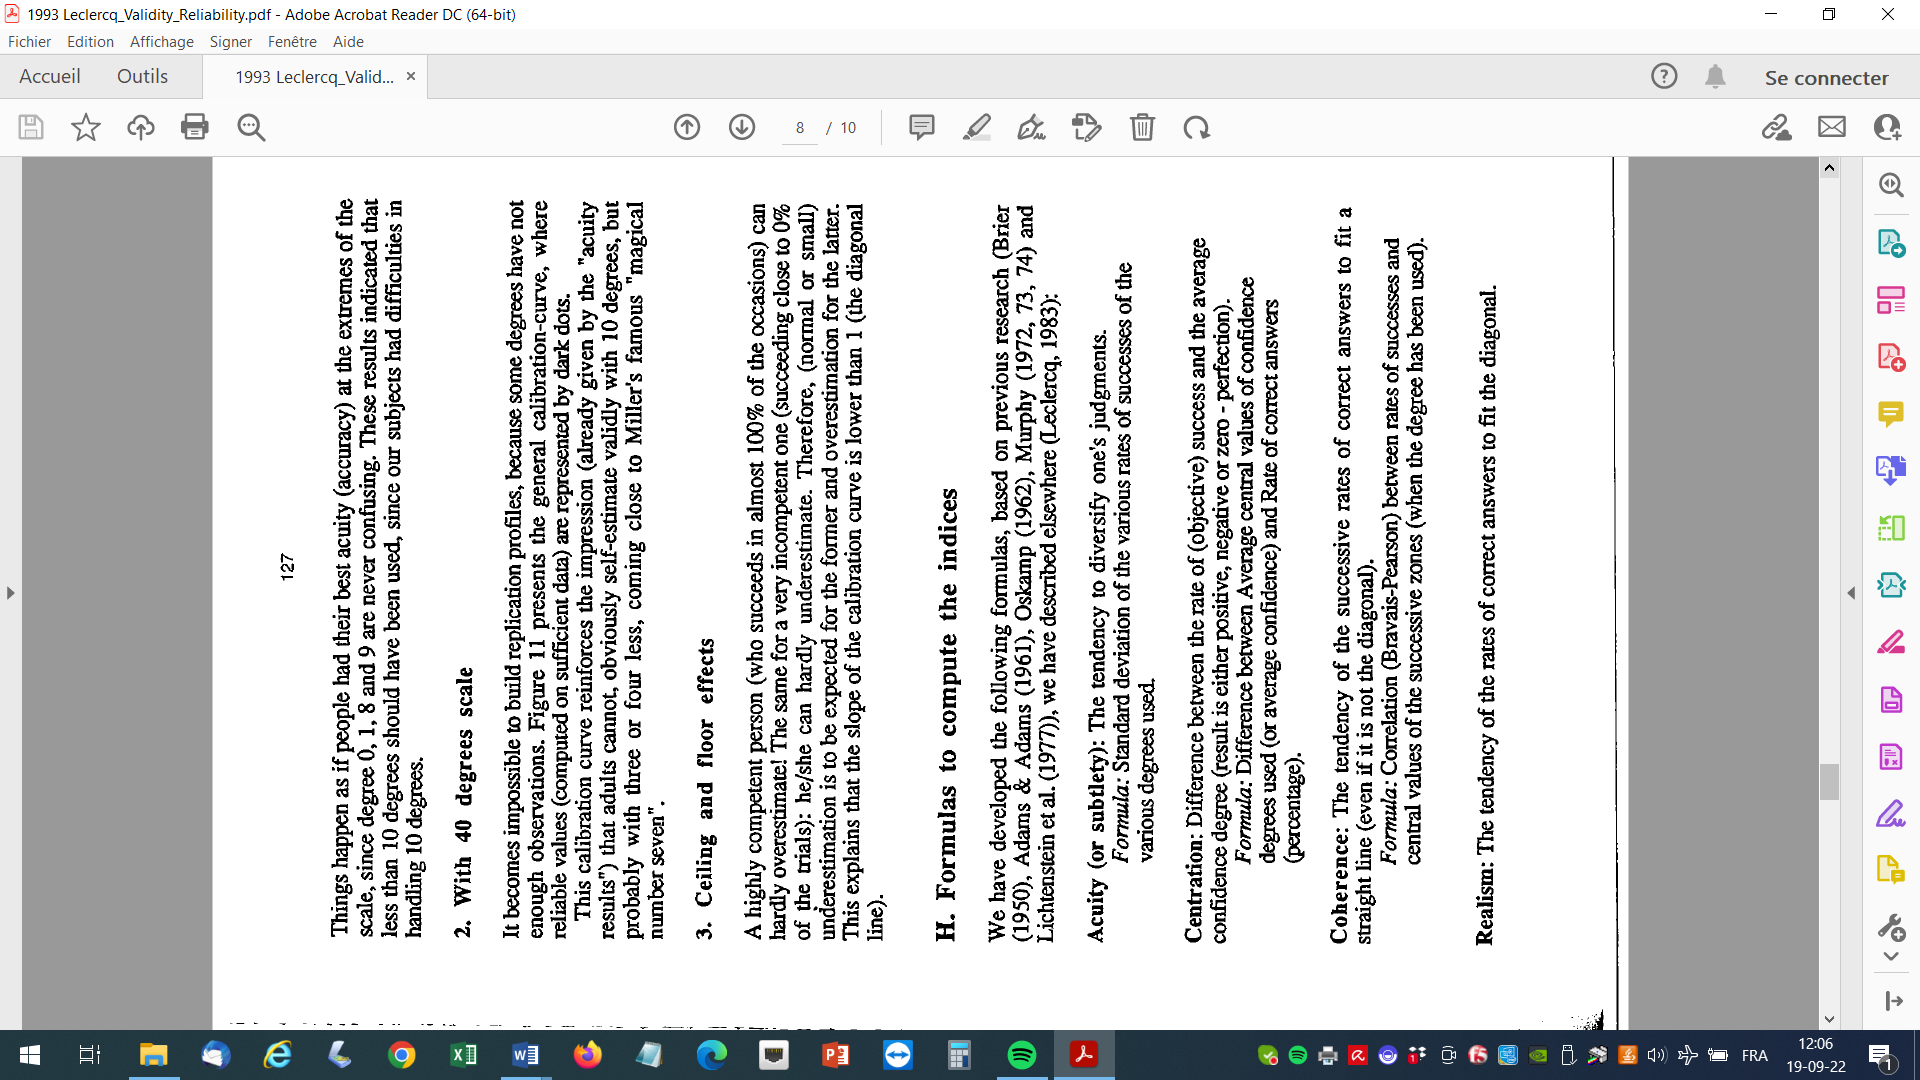 1993 Leclercq_Validity_Reliability.pdf - Adobe Acrobat Reader DC (64-bit)
Fichier Edition Affichage Signer Fenêtre Aide
Accueil Outils 1993 Leclercq_Valid... × Se connecter
8 / 10
127
Things happen as if people had their best acuity (accuracy) at the extremes of the
scale, since degree 0, 1, 8 and 9 are never confusing. These results indicated that
less than 10 degrees should have been used, since our subjects had difficulties in
handling 10 degrees.
2. With 40 degrees scale
It becomes impossible to build replication profiles, because some degrees have not
enough observations. Figure 11 presents the general calibration-curve, where
reliable values (computed on sufficient data) are represented by dark dots.
This calibration curve reinforces the impression (already given by the "acuity
results") that adults cannot, obviously self-estimate validly with 10 degrees, but
probably with three or four less, coming close to Miller's famous "magical
number seven".
3. Ceiling and floor effects
A highly competent person (who succeeds in almost 100% of the occasions) can
hardly overestimate! The same for a very incompetent one (succeeding close to 0%
of the trials): he/she can hardly underestimate. Therefore, (normal or small)
underestimation is to be expected for the former and overestimation for the latter.
This explains that the slope of the calibration curve is lower than 1 (the diagonal
line).
H. Formulas to compute the indices
We have developed the following formulas, based on previous research (Brier
(1950), Adams & Adams (1961), Oskamp (1962), Murphy (1972, 73, 74) and
Lichtenstein et al. (1977)), we have described elsewhere (Leclercq, 1983):
Acuity (or subtlety): The tendency to diversify one's judgments.
Formula: Standard deviation of the various rates of successes of the
various degrees used.
Centration: Difference between the rate of (objective) success and the average
confidence degree (result is either positive, negative or zero - perfection).
Formula: Difference between Average central values of confidence
degrees used (or average confidence) and Rate of correct answers
(percentage).
Coherence: The tendency of the successive rates of correct answers to fit a
straight line (even if it is not the diagonal).
Formula: Correlation (Bravais-Pearson) between rates of successes and
central values of the successive zones (when the degree has been used).
Realism: The tendency of the rates of correct answers to fit the diagonal.
FRA
12:06
19-09-22
1